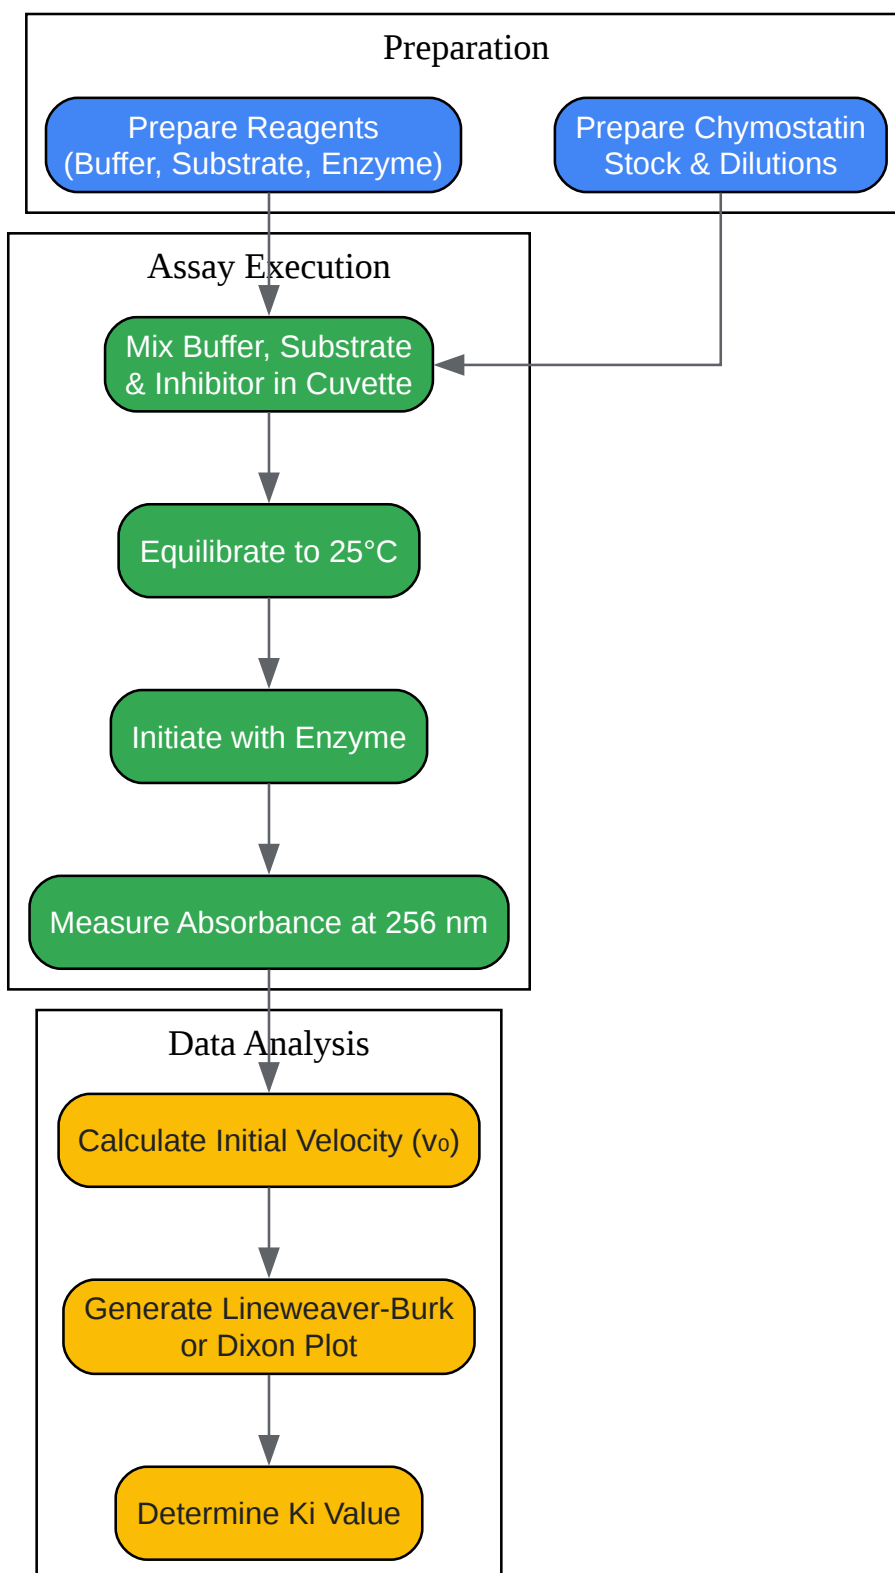 Preparation
Prepare Reagents
(Buffer, Substrate, Enzyme)
Prepare Chymostatin
Stock & Dilutions
Assay Execution
Mix Buffer, Substrate
& Inhibitor in Cuvette
Equilibrate to 25°C
Initiate with Enzyme
Measure Absorbance at 256 nm
Data Analysis
Calculate Initial Velocity (v₀)
Generate Lineweaver-Burk
or Dixon Plot
Determine Ki Value